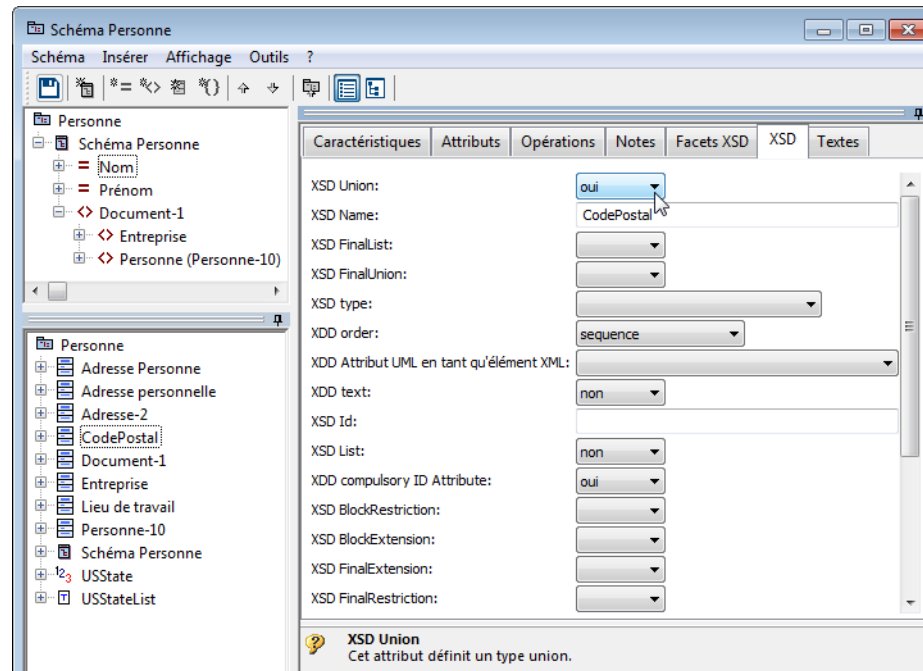 Schéma Personne
Schéma Insérer Affichage Outils ?
Personne
Schéma Personne
Nom
Prénom
Document-1
Entreprise
Personne (Personne-10)
Personne
Adresse Personne
Adresse personnelle
Adresse-2
CodePostal
Document-1
Entreprise
Lieu de travail
Personne-10
Schéma Personne
USState
USStateList
Caractéristiques Attributs Opérations Notes Facets XSD XSD Textes
XSD Union: oui
XSD Name: CodePostal
XSD FinalList:
XSD FinalUnion:
XSD type:
XDD order: sequence
XDD Attribut UML en tant qu'élément XML:
XDD text: non
XSD Id:
XSD List: non
XDD compulsory ID Attribute: oui
XSD BlockRestriction:
XSD BlockExtension:
XSD FinalExtension:
XSD FinalRestriction:
XSD Union
Cet attribut définit un type union.